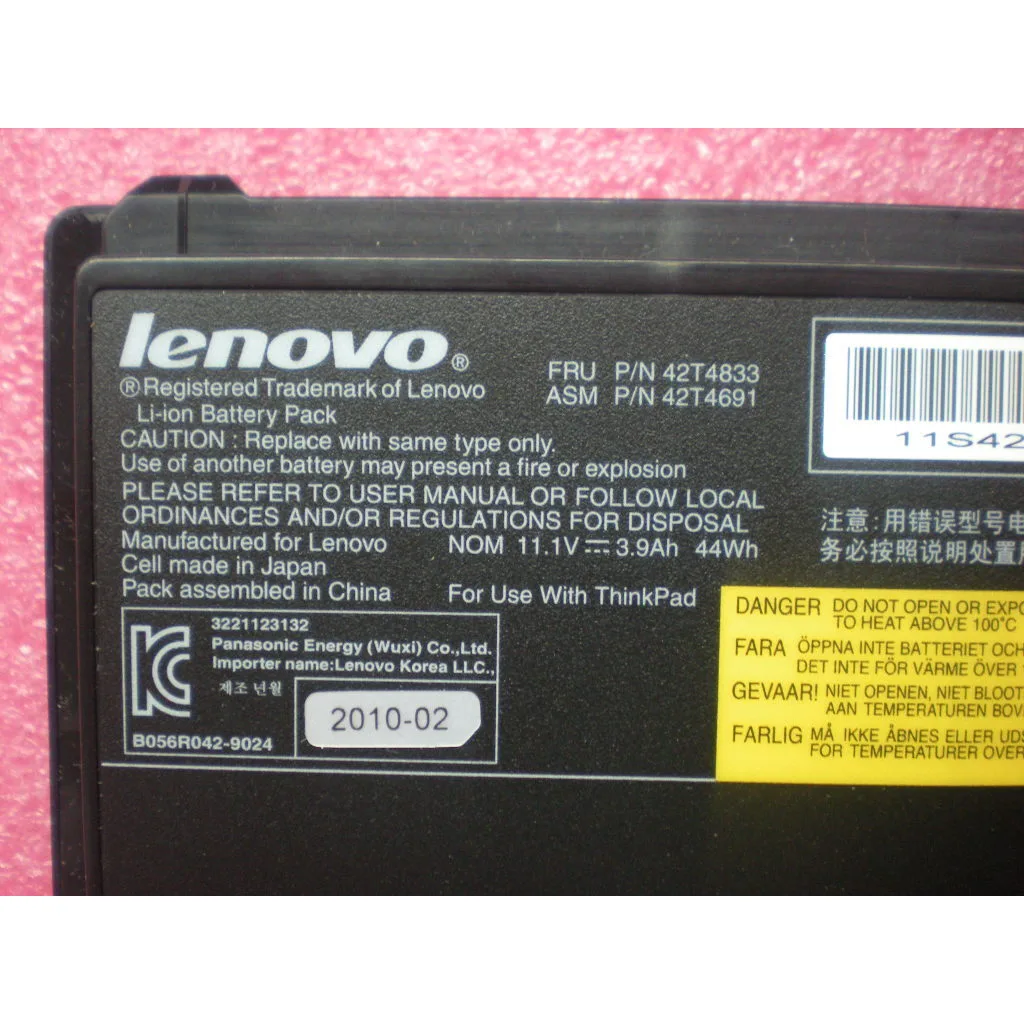 lenovo®
® Registered Trademark of Lenovo
Li-ion Battery Pack
FRU P/N 42T4833
ASM P/N 42T4691
CAUTION : Replace with same type only.
Use of another battery may present a fire or explosion
PLEASE REFER TO USER MANUAL OR FOLLOW LOCAL
ORDINANCES AND/OR REGULATIONS FOR DISPOSAL
Manufactured for Lenovo NOM 11.1V⎓3.9Ah 44Wh
Cell made in Japan
Pack assembled in China For Use With ThinkPad
3221123132
Panasonic Energy (Wuxi) Co.,Ltd.
Importer name:Lenovo Korea LLC.,
제조 년월
2010-02
B056R042-9024
11S42
注意:用错误型号电
务必按照说明处置
DANGER DO NOT OPEN OR EXPO
TO HEAT ABOVE 100°C
FARA ÖPPNA INTE BATTERIET OCH
DET INTE FÖR VÄRME ÖVER
GEVAAR! NIET OPENEN, NIET BLOOT
AAN TEMPERATUREN BOV
FARLIG MÅ IKKE ÅBNES ELLER UDS
FOR TEMPERATURER OVER